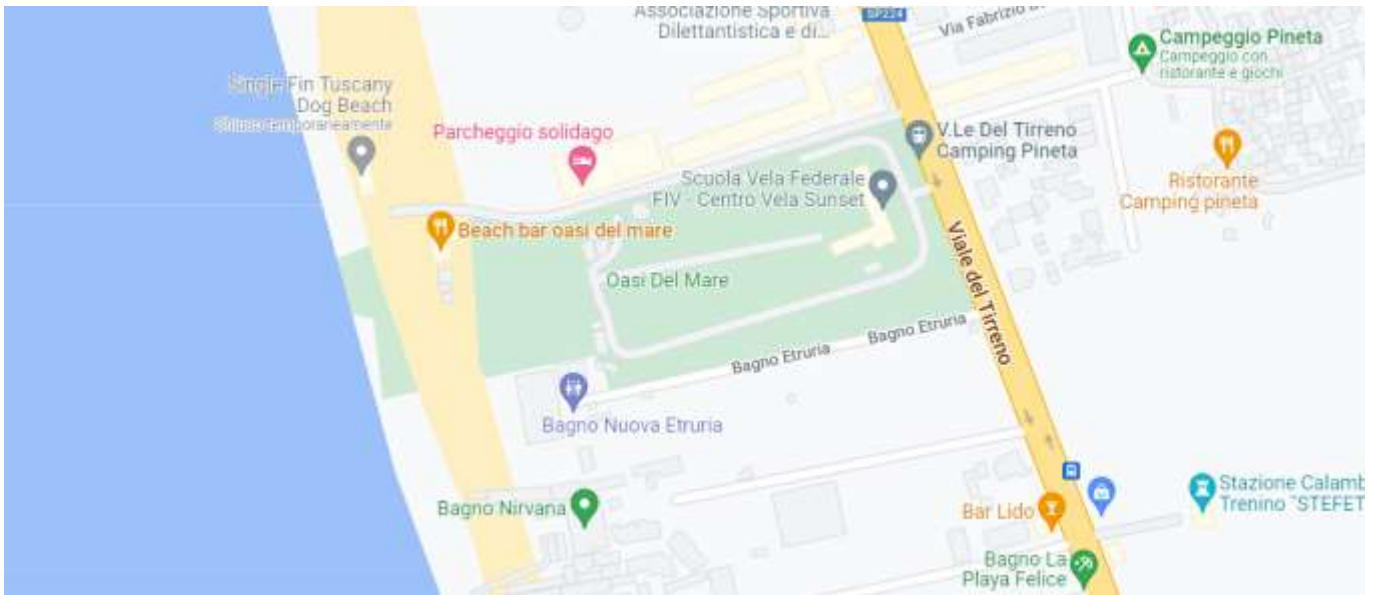 Associazione Sportiva
Dilettantistica e di...
SP224
Via Fabrizio
Campeggio Pineta
Campeggio con
ristorante e giochi
Single Fin Tuscany
Dog Beach
Chiuso temporaneamente
Parcheggio solidago
V.Le Del Tirreno
Camping Pineta
Scuola Vela Federale
FIV - Centro Vela Sunset
Ristorante
Camping pineta
Beach bar oasi del mare
Viale del Tirreno
Oasi Del Mare
Bagno Etruria
Bagno Etruria
Bagno Nuova Etruria
Bagno Nirvana
Stazione Calamb
Trenino "STEFET
Bar Lido
Bagno La
Playa Felice